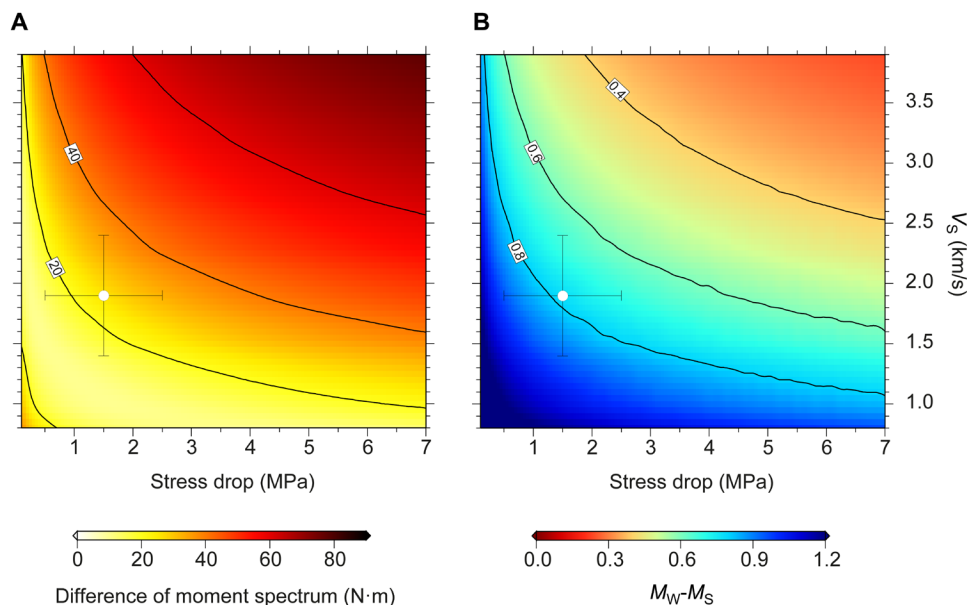 A
B
40
20
0.4
0.6
0.8
3.5
3.0
2.5
2.0
1.5
1.0
V_S (km/s)
1 2 3 4 5 6 7
1 2 3 4 5 6 7
Stress drop (MPa)
Stress drop (MPa)
0 20 40 60 80
0.0 0.3 0.6 0.9 1.2
Difference of moment spectrum (N·m)
M_W-M_S